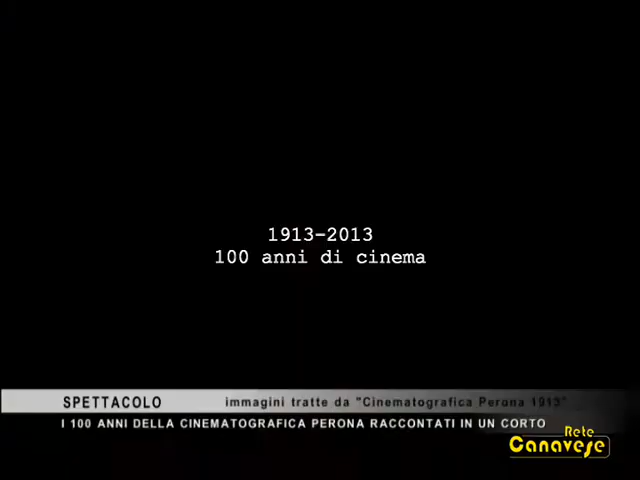 1913-2013
100 anni di cinema
SPETTACOLO immagini tratte da "Cinematografica Perona 1913"
I 100 ANNI DELLA CINEMATOGRAFICA PERONA RACCONTATI IN UN CORTO
Rete
Canavese